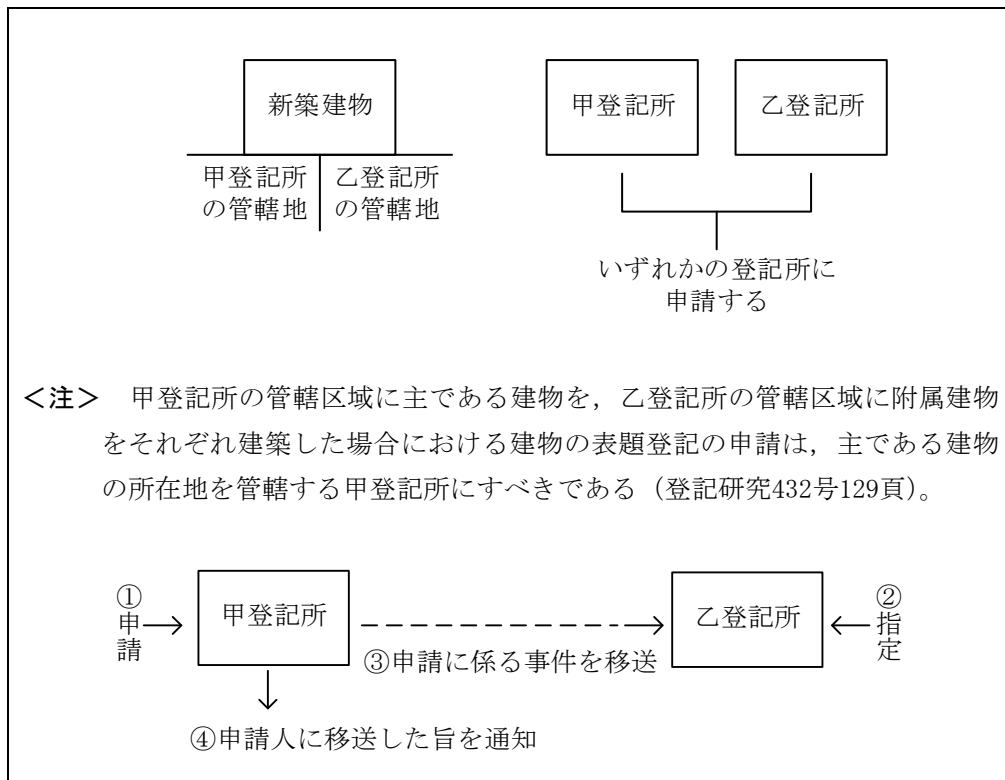 新築建物
甲登記所
の管轄地
乙登記所
の管轄地
甲登記所
乙登記所
いずれかの登記所に
申請する
<注> 甲登記所の管轄区域に主である建物を，乙登記所の管轄区域に附属建物
をそれぞれ建築した場合における建物の表題登記の申請は，主である建物
の所在地を管轄する甲登記所にすべきである（登記研究432号129頁）。
①申請
甲登記所
乙登記所
②指定
③申請に係る事件を移送
④申請人に移送した旨を通知